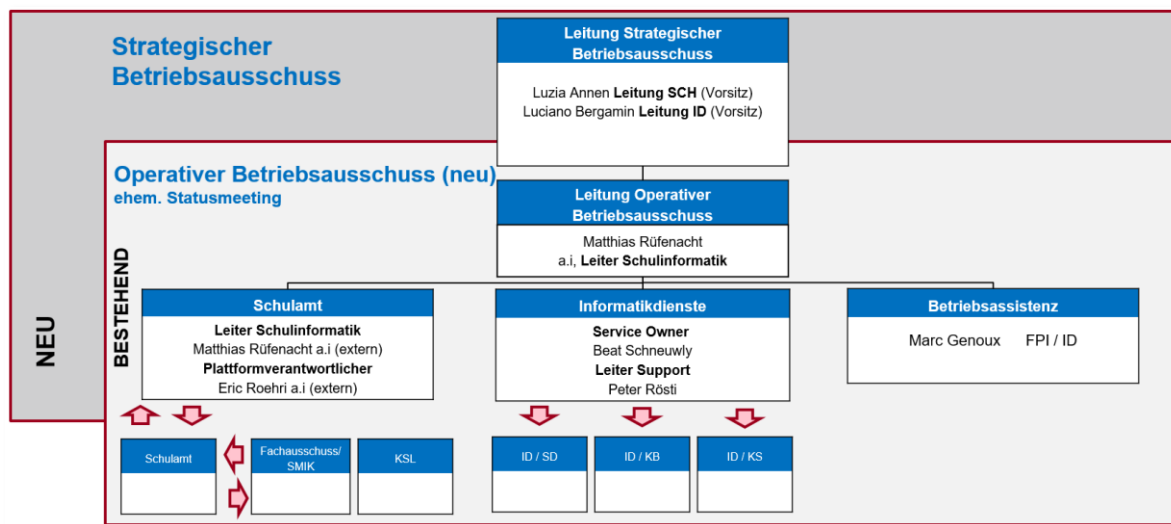 Strategischer
Betriebsausschuss
Leitung Strategischer
Betriebsausschuss
Luzia Annen Leitung SCH (Vorsitz)
Luciano Bergamin Leitung ID (Vorsitz)
Operativer Betriebsausschuss (neu)
ehem. Statusmeeting
Leitung Operativer
Betriebsausschuss
Matthias Rüfenacht
a.i, Leiter Schulinformatik
NEU
BESTEHEND
Schulamt
Leiter Schulinformatik
Matthias Rüfenacht a.i (extern)
Plattformverantwortlicher
Eric Roehri a.i (extern)
Informatikdienste
Service Owner
Beat Schneuwly
Leiter Support
Peter Rösti
Betriebsassistenz
Marc Genoux FPI / ID
Schulamt
Fachausschuss/
SMIK
KSL
ID / SD
ID / KB
ID / KS